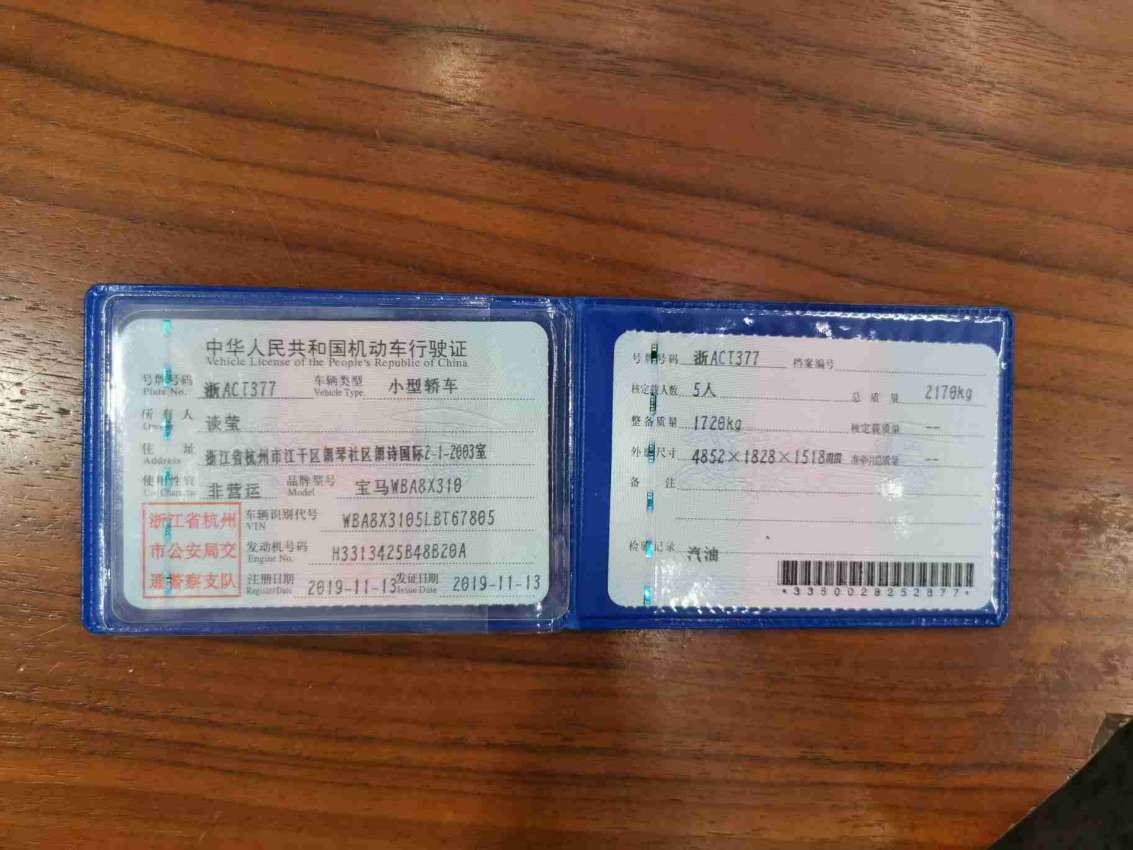 中华人民共和国机动车行驶证
Vehicle License of the People's Republic of China
号牌号码 浙ACT377 车辆类型 小型轿车
Plate No. Vehicle Type
所有人 谈莹
住址 浙江省杭州市江干区朗琴社区朗诗国际2-1-2003室
Address
使用性质 非营运 品牌型号 宝马WBA8X310
Use Character Model
浙江省杭州
市公安局交
通警察支队
车辆识别代号 WBA8X3105LBT67805
VIN
发动机号码 H3313425B48B20A
Engine No.
注册日期 2019-11-13 发证日期 2019-11-13
Register Date Issue Date
号牌号码 浙ACT377 档案编号
核定载人数 5人 总质量 2170kg
整备质量 1720kg 核定载质量 --
外廓尺寸 4852×1828×1518 准牵引总质量 --
备注
检验记录 汽油
*3350028252877*